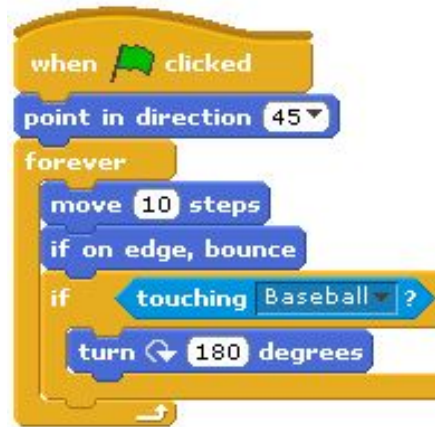 when clicked
point in direction 45
forever
move 10 steps
if on edge, bounce
if touching Baseball ?
turn 180 degrees